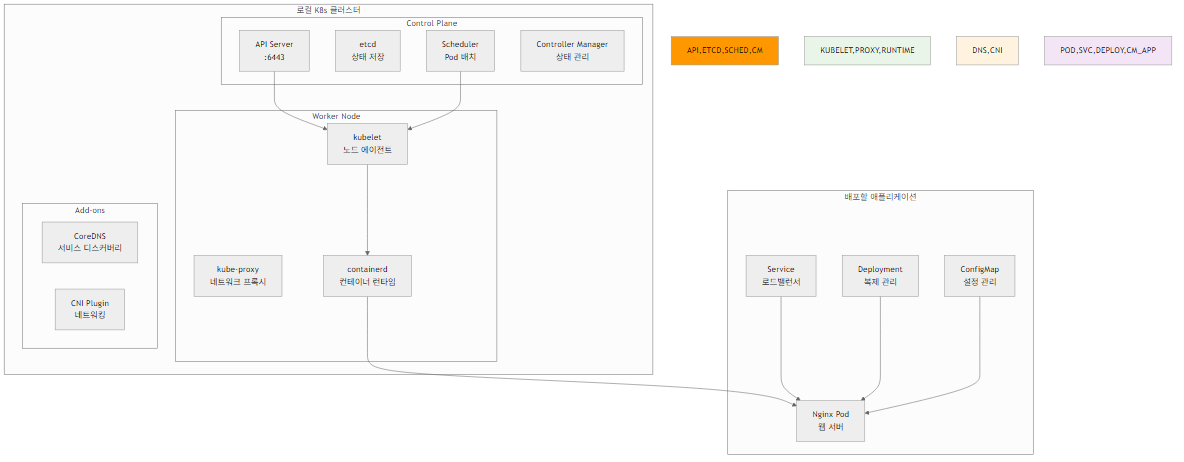 로컬 K8s 클러스터
Control Plane
API Server
:6443
etcd
상태 저장
Scheduler
Pod 배치
Controller Manager
상태 관리
API,ETCD,SCHED,CM
KUBELET,PROXY,RUNTIME
DNS,CNI
POD,SVC,DEPLOY,CM_APP
Worker Node
kubelet
노드 에이전트
Add-ons
CoreDNS
서비스 디스커버리
CNI Plugin
네트워킹
kube-proxy
네트워크 프록시
containerd
컨테이너 런타임
배포할 애플리케이션
Service
로드밸런서
Deployment
복제 관리
ConfigMap
설정 관리
Nginx Pod
웹 서버